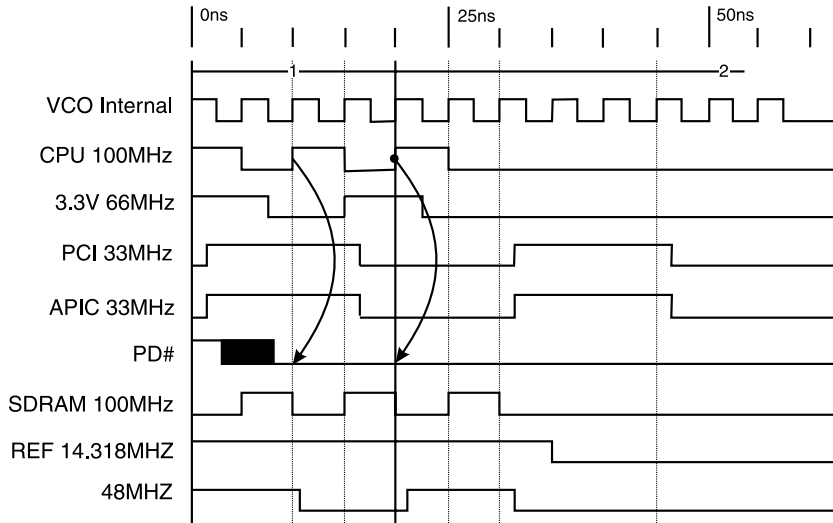 0ns 25ns 50ns
1 2
VCO Internal
CPU 100MHz
3.3V 66MHz
PCI 33MHz
APIC 33MHz
PD#
SDRAM 100MHz
REF 14.318MHZ
48MHZ